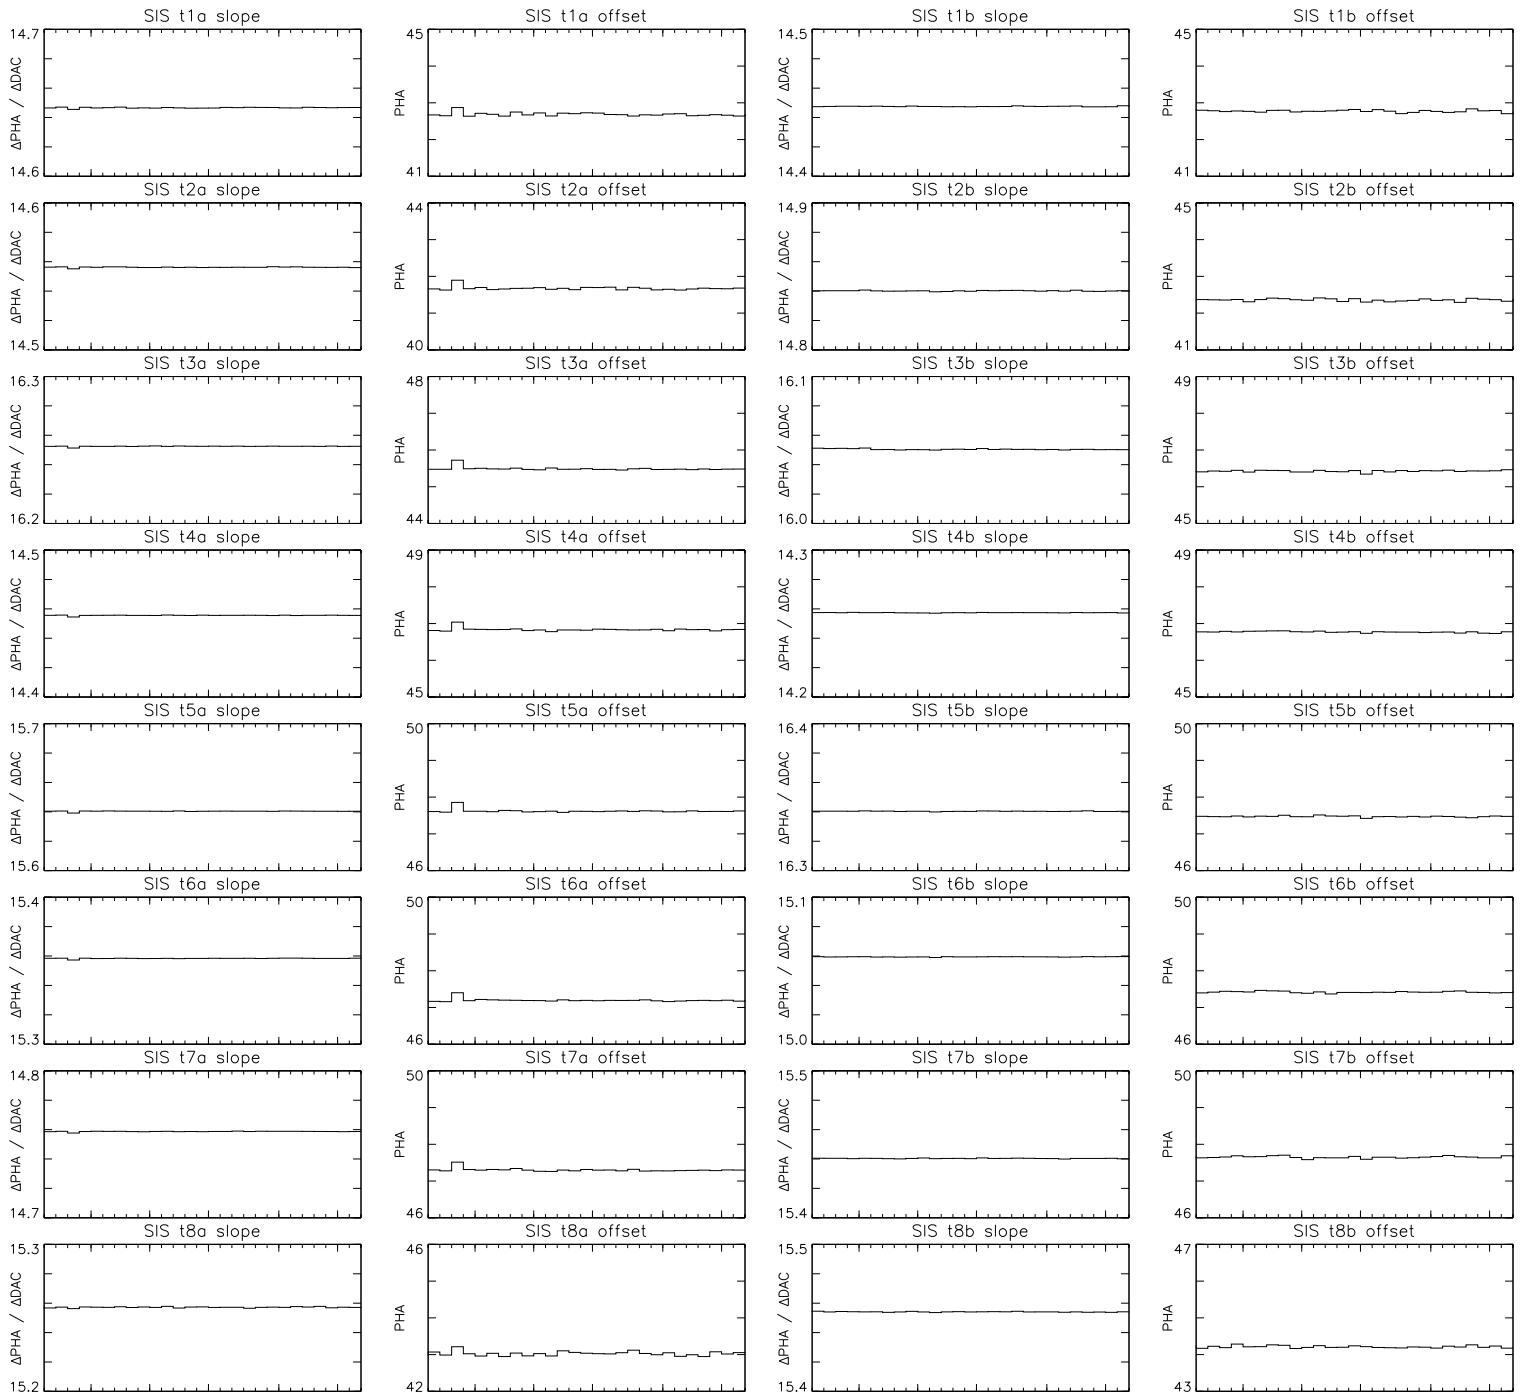 SIS t1a slope SIS t1a offset SIS t1b slope SIS t1b offset
14.7 45 14.5 45
ΔPHA / ΔDAC PHA ΔPHA / ΔDAC PHA
14.6 41 14.4 41
SIS t2a slope SIS t2a offset SIS t2b slope SIS t2b offset
14.6 44 14.9 45
ΔPHA / ΔDAC PHA ΔPHA / ΔDAC PHA
14.5 40 14.8 41
SIS t3a slope SIS t3a offset SIS t3b slope SIS t3b offset
16.3 48 16.1 49
ΔPHA / ΔDAC PHA ΔPHA / ΔDAC PHA
16.2 44 16.0 45
SIS t4a slope SIS t4a offset SIS t4b slope SIS t4b offset
14.5 49 14.3 49
ΔPHA / ΔDAC PHA ΔPHA / ΔDAC PHA
14.4 45 14.2 45
SIS t5a slope SIS t5a offset SIS t5b slope SIS t5b offset
15.7 50 16.4 50
ΔPHA / ΔDAC PHA ΔPHA / ΔDAC PHA
15.6 46 16.3 46
SIS t6a slope SIS t6a offset SIS t6b slope SIS t6b offset
15.4 50 15.1 50
ΔPHA / ΔDAC PHA ΔPHA / ΔDAC PHA
15.3 46 15.0 46
SIS t7a slope SIS t7a offset SIS t7b slope SIS t7b offset
14.8 50 15.5 50
ΔPHA / ΔDAC PHA ΔPHA / ΔDAC PHA
14.7 46 15.4 46
SIS t8a slope SIS t8a offset SIS t8b slope SIS t8b offset
15.3 46 15.5 47
ΔPHA / ΔDAC PHA ΔPHA / ΔDAC PHA
15.2 42 15.4 43